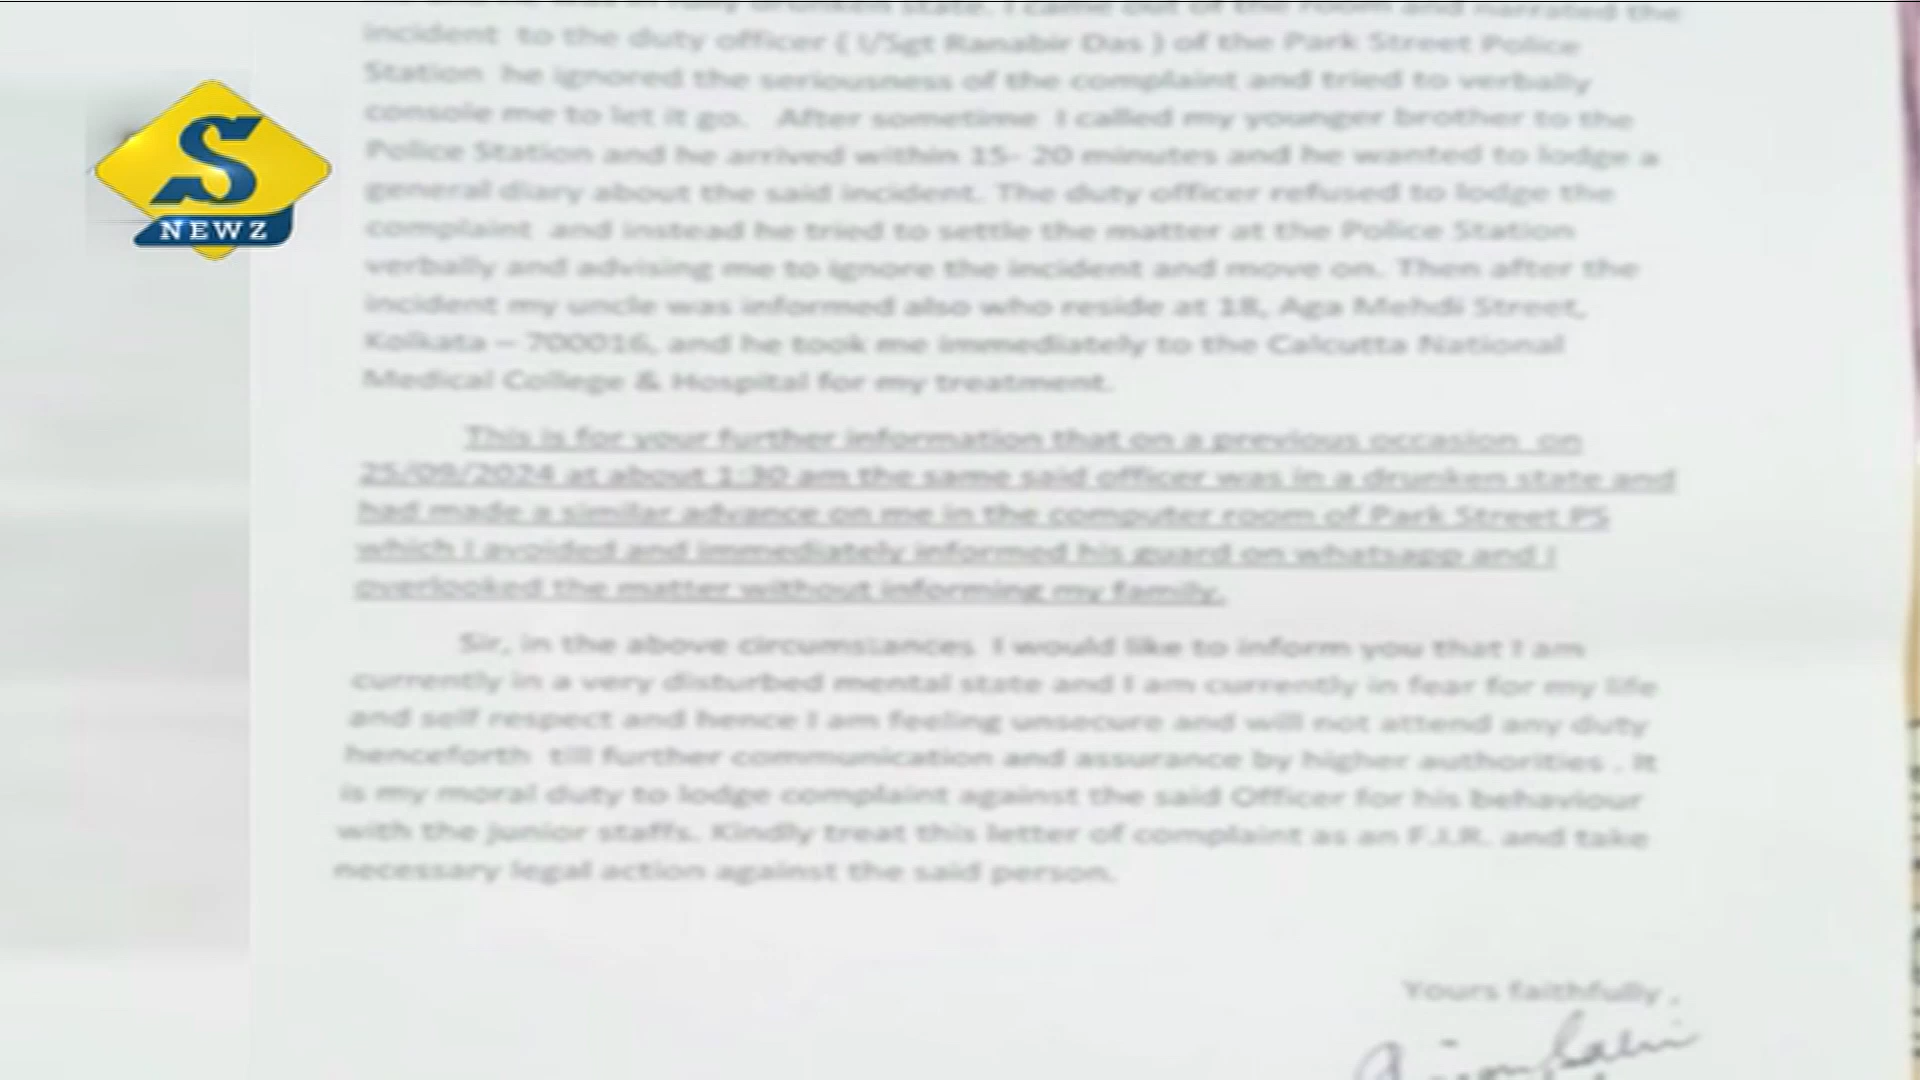 fully drunken state. I came out of the room and narrated the
incident to the duty officer ( I/Sgt Ranabir Das ) of the Park Street Police
Station he ignored the seriousness of the complaint and tried to verbally
console me to let it go. After sometime I called my younger brother to the
Police Station and he arrived within 15- 20 minutes and he wanted to lodge a
general diary about the said incident. The duty officer refused to lodge the
complaint and instead he tried to settle the matter at the Police Station
verbally and advising me to ignore the incident and move on. Then after the
incident my uncle was informed also who reside at 18, Aga Mehdi Street,
Kolkata – 700016, and he took me immediately to the Calcutta National
Medical College & Hospital for my treatment.
This is for your further information that on a previous occasion on
25/09/2024 at about 1:30 am the same said officer was in a drunken state and
had made a similar advance on me in the computer room of Park Street PS
which I avoided and immediately informed his guard on whatsapp and I
overlooked the matter without informing my family.
Sir, in the above circumstances I would like to inform you that I am
currently in a very disturbed mental state and I am currently in fear for my life
and self respect and hence I am feeling unsecure and will not attend any duty
henceforth till further communication and assurance by higher authorities . It
is my moral duty to lodge complaint against the said Officer for his behaviour
with the junior staffs. Kindly treat this letter of complaint as an F.I.R. and take
necessary legal action against the said person.
Yours faithfully ,
S
NEWZ